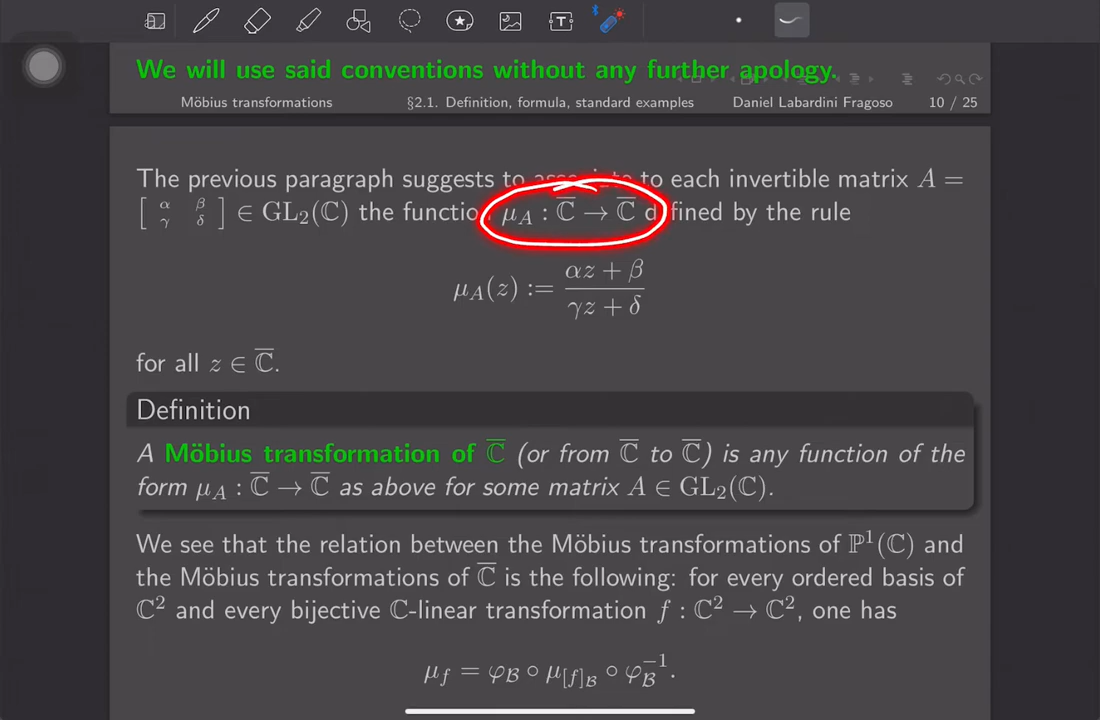 We will use said conventions without any further apology.
Möbius transformations §2.1. Definition, formula, standard examples Daniel Labardini Fragoso 10 / 25
The previous paragraph suggests to associate to each invertible matrix A =
[ α β γ δ ] ∈ GL₂(ℂ) the function μ_A : ℂ̅ → ℂ̅ defined by the rule
μ_A(z) := (αz + β)/(γz + δ)
for all z ∈ ℂ̅.
Definition
A Möbius transformation of ℂ̅ (or from ℂ̅ to ℂ̅) is any function of the
form μ_A : ℂ̅ → ℂ̅ as above for some matrix A ∈ GL₂(ℂ).
We see that the relation between the Möbius transformations of ℙ¹(ℂ) and
the Möbius transformations of ℂ̅ is the following: for every ordered basis of
ℂ² and every bijective ℂ-linear transformation f : ℂ² → ℂ², one has
μ_f = φ_ℬ ∘ μ_{[f]_ℬ} ∘ φ_ℬ⁻¹.